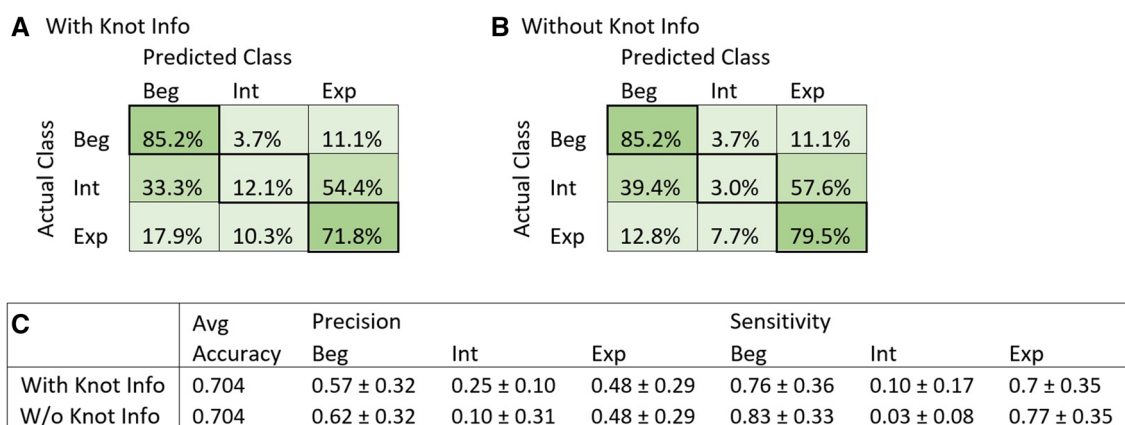 A With Knot Info
Predicted Class
Beg Int Exp
Actual Class
Beg 85.2% 3.7% 11.1%
Int 33.3% 12.1% 54.4%
Exp 17.9% 10.3% 71.8%
B Without Knot Info
Predicted Class
Beg Int Exp
Actual Class
Beg 85.2% 3.7% 11.1%
Int 39.4% 3.0% 57.6%
Exp 12.8% 7.7% 79.5%
C Avg Precision Sensitivity
Accuracy Beg Int Exp Beg Int Exp
With Knot Info 0.704 0.57 ± 0.32 0.25 ± 0.10 0.48 ± 0.29 0.76 ± 0.36 0.10 ± 0.17 0.7 ± 0.35
W/o Knot Info 0.704 0.62 ± 0.32 0.10 ± 0.31 0.48 ± 0.29 0.83 ± 0.33 0.03 ± 0.08 0.77 ± 0.35